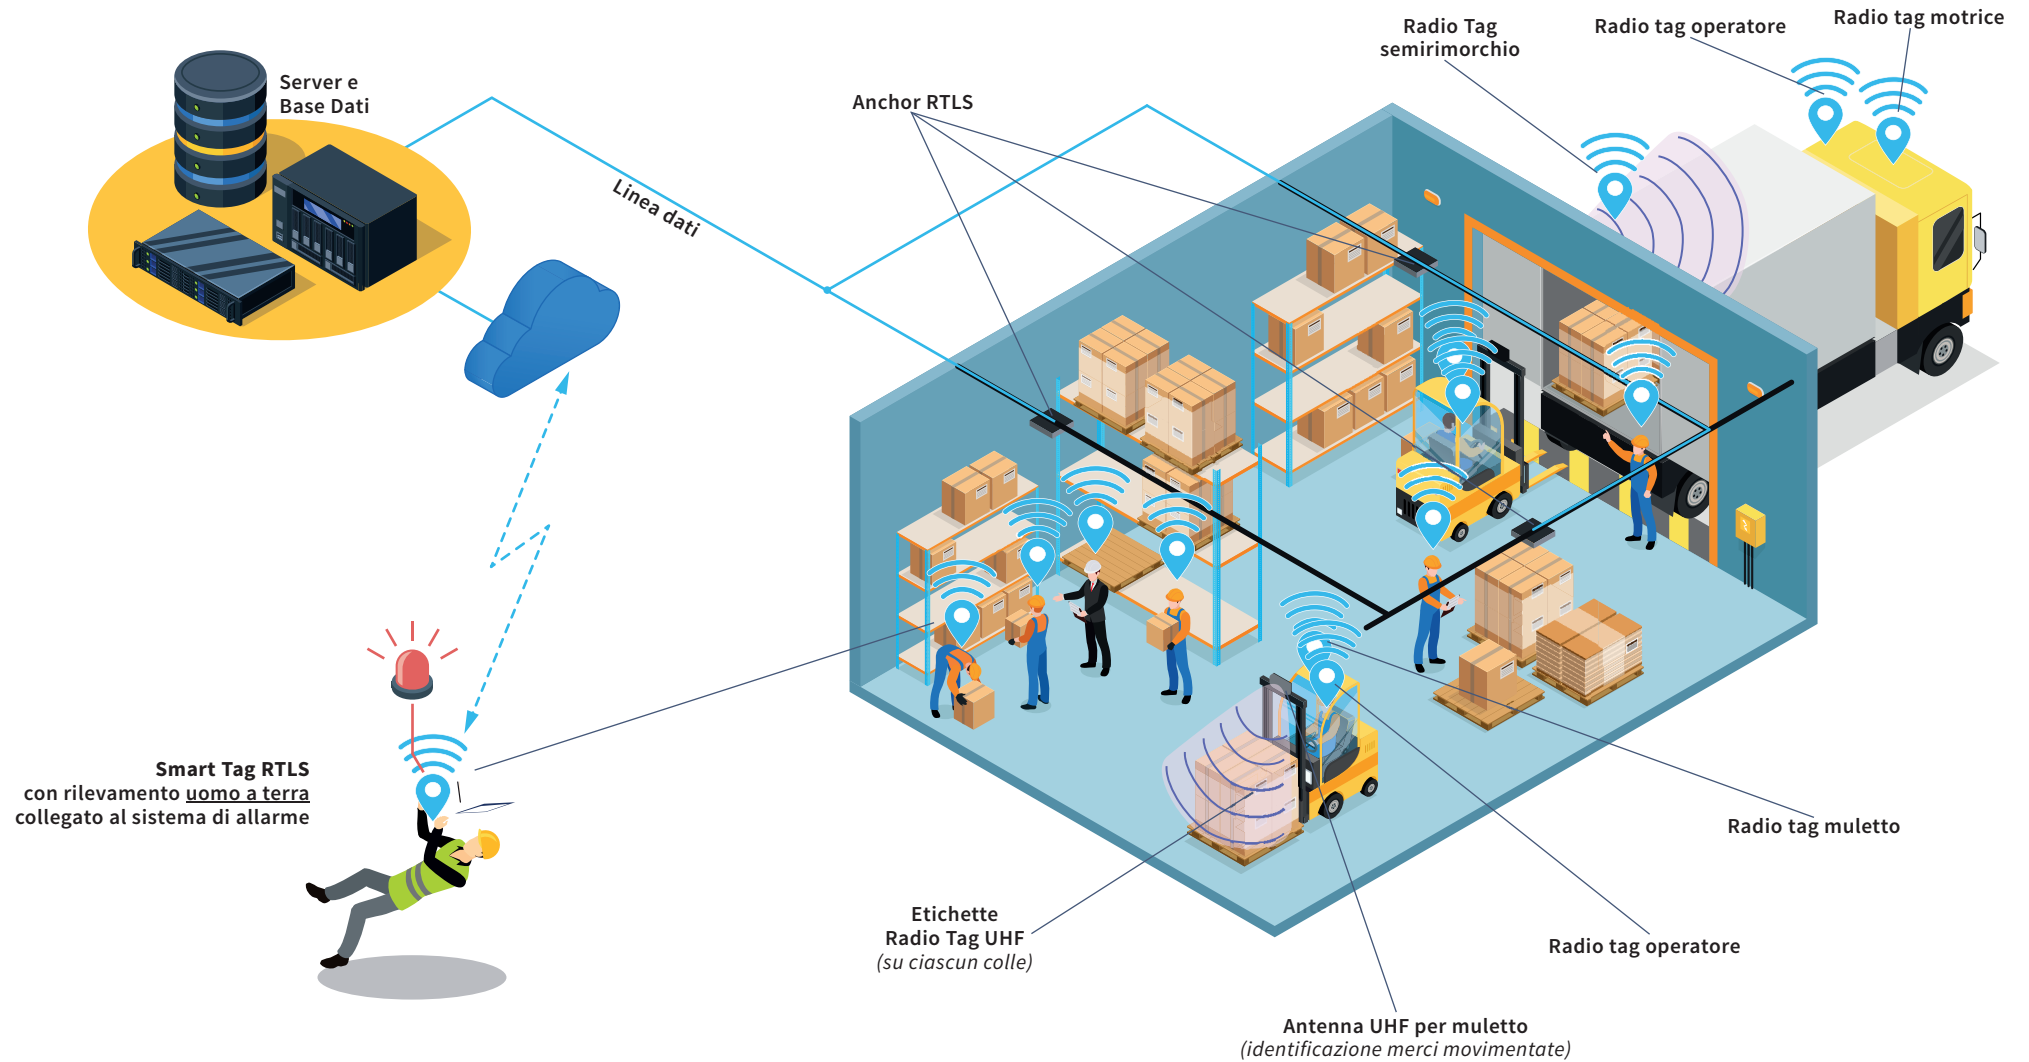 Radio Tag
semirimorchio
Radio tag operatore
Radio tag motrice
Server e
Base Dati
Anchor RTLS
Linea dati
Smart Tag RTLS
con rilevamento uomo a terra
collegato al sistema di allarme
Radio tag muletto
Etichette
Radio Tag UHF
(su ciascun colle)
Radio tag operatore
Antenna UHF per muletto
(identificazione merci movimentate)